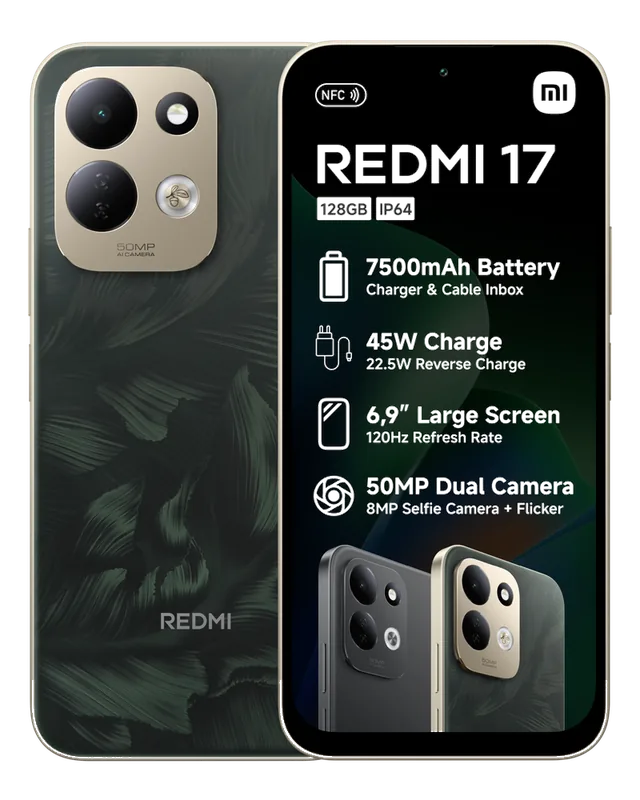 50MP
AI CAMERA
REDMI
NFC
REDMI 17
128GB IP64
7500mAh Battery
Charger & Cable Inbox
45W Charge
22.5W Reverse Charge
6,9” Large Screen
120Hz Refresh Rate
50MP Dual Camera
8MP Selfie Camera + Flicker